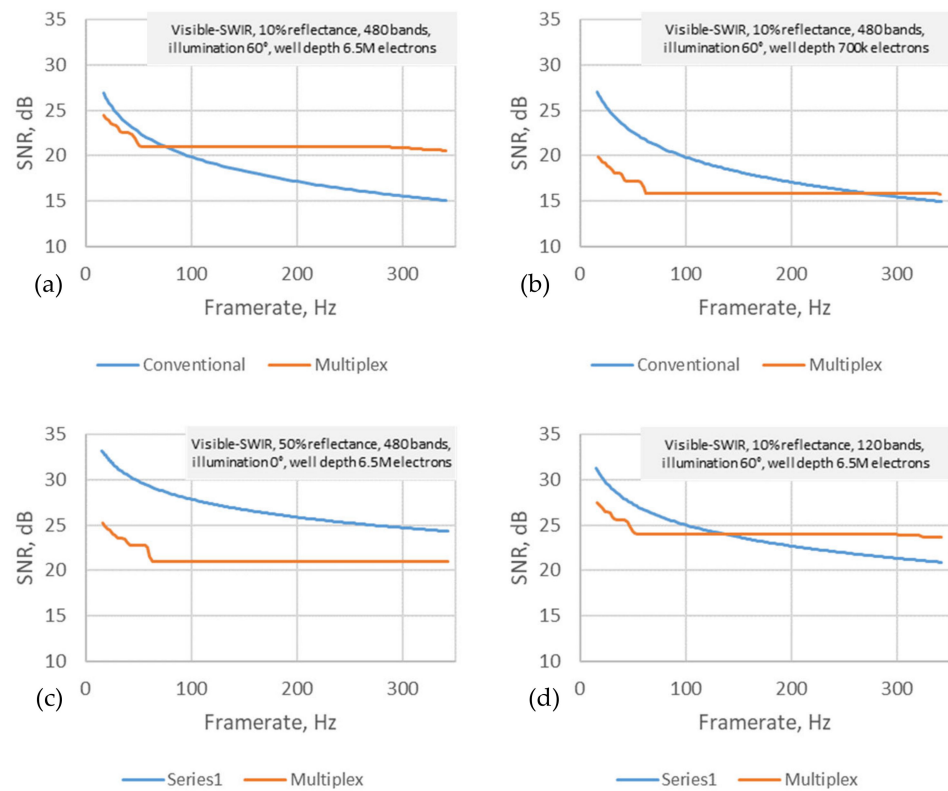 Visible-SWIR, 10% reflectance, 480 bands,
illumination 60°, well depth 6.5M electrons
35
30
25
20
15
10
SNR, dB
0
100
200
300
Framerate, Hz
(a)
Conventional
Multiplex
Visible-SWIR, 10% reflectance, 480 bands,
illumination 60°, well depth 700k electrons
35
30
25
20
15
10
SNR, dB
0
100
200
300
Framerate, Hz
(b)
Conventional
Multiplex
Visible-SWIR, 50% reflectance, 480 bands,
illumination 0°, well depth 6.5M electrons
35
30
25
20
15
10
SNR, dB
0
100
200
300
Framerate, Hz
(c)
Series1
Multiplex
Visible-SWIR, 10% reflectance, 120 bands,
illumination 60°, well depth 6.5M electrons
35
30
25
20
15
10
SNR, dB
0
100
200
300
Framerate, Hz
(d)
Series1
Multiplex